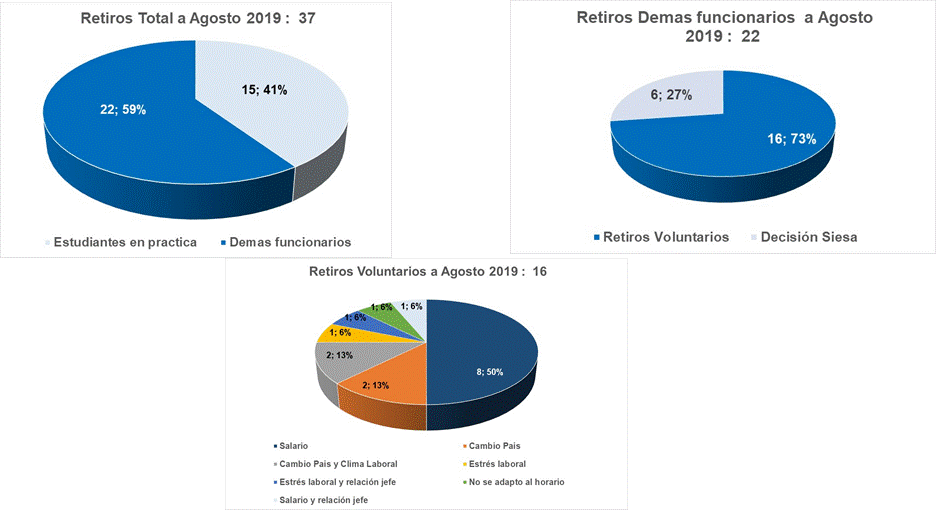 Retiros Total a Agosto 2019 : 37
15; 41%
22; 59%
Estudiantes en practica
Demas funcionarios
Retiros Demas funcionarios a Agosto
2019 : 22
6; 27%
16; 73%
Retiros Voluntarios
Decisión Siesa
Retiros Voluntarios a Agosto 2019 : 16
1; 6%
1; 6%
1; 6%
1; 6%
2; 13%
8; 50%
2; 13%
Salario
Cambio Pais
Cambio Pais y Clima Laboral
Estrés laboral
Estrés laboral y relación jefe
No se adapto al horario
Salario y relación jefe